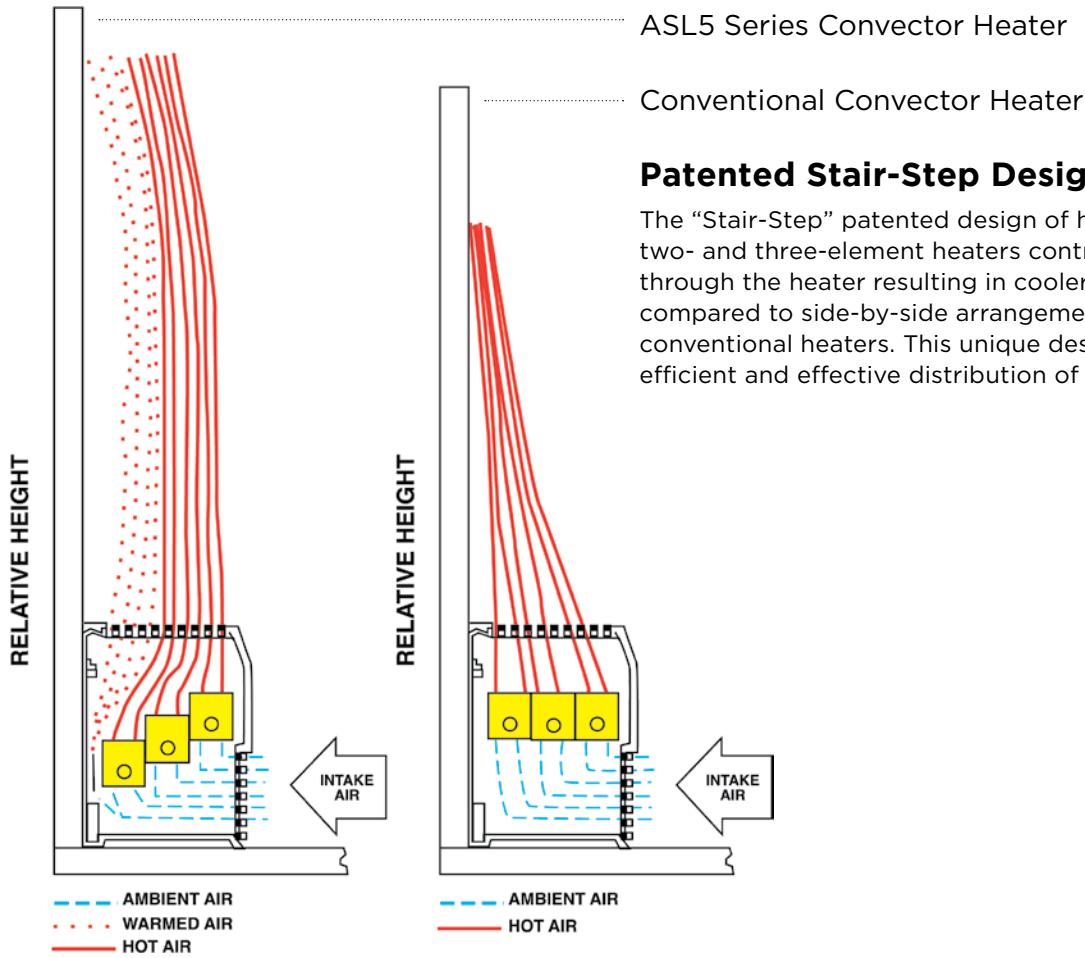 ASL5 Series Convector Heater
Conventional Convector Heater
Patented Stair-Step
The “Stair-Step” patented design of
two- and three-element heaters
through the heater resulting in cooler
compared to side-by-side
conventional heaters. This unique
efficient and effective distribution of
RELATIVE HEIGHT
RELATIVE HEIGHT
INTAKE
AIR
INTAKE
AIR
AMBIENT AIR
WARMED AIR
HOT AIR
AMBIENT AIR
HOT AIR